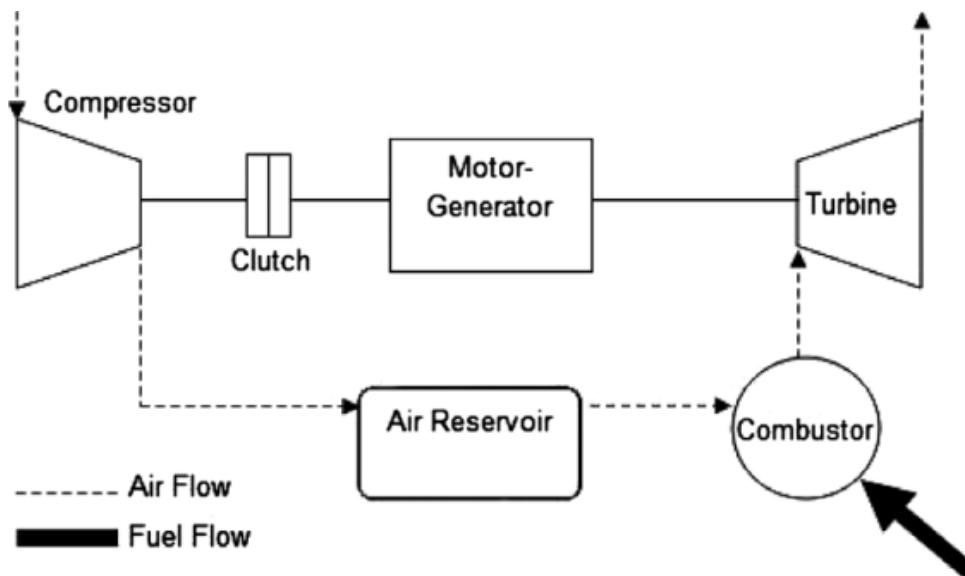 Compressor
Motor-
Generator
Turbine
Clutch
Air Reservoir
Combustor
Air Flow
Fuel Flow